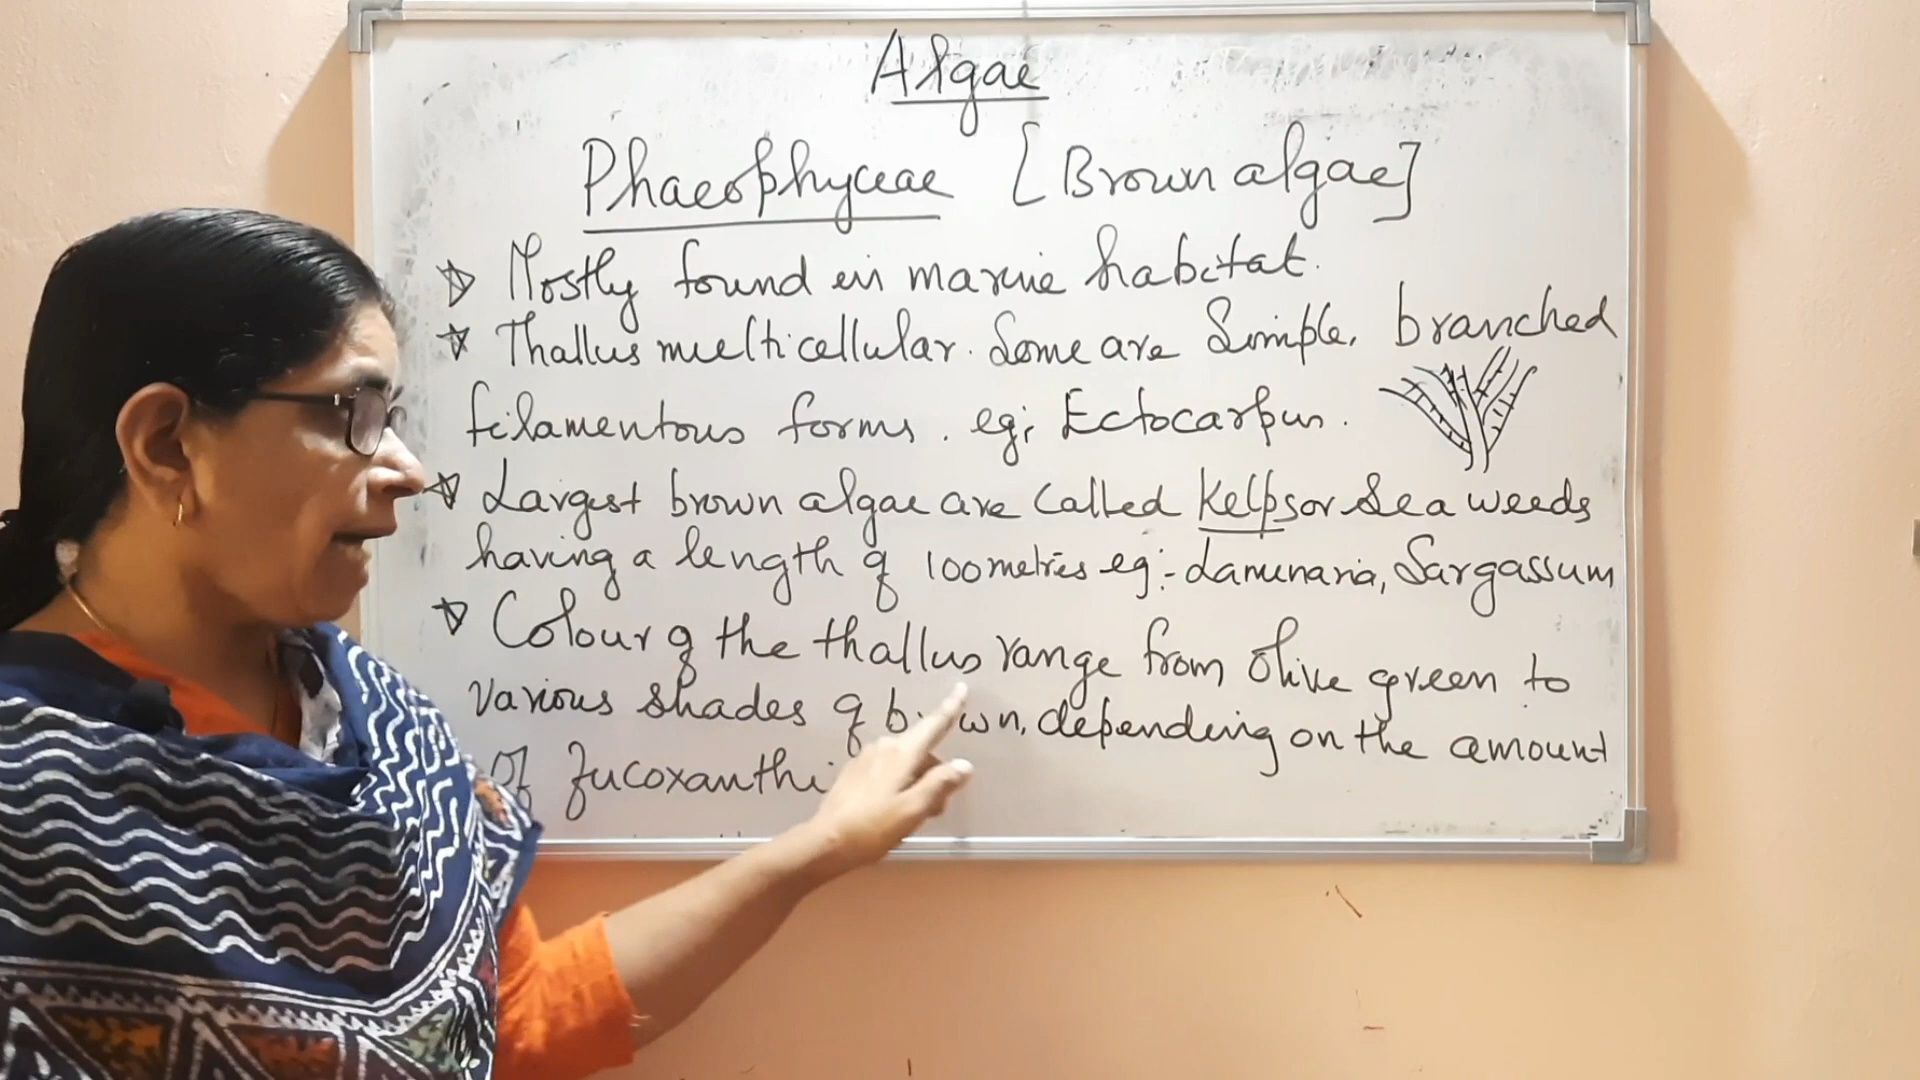 Algae
Phaeophyceae [Brown algae]
Mostly found in marine habitat.
Thallus multicellular. Some are Simple, branched
filamentous forms. eg; Ectocarpus.
Largest brown algae are called Kelps or Sea weeds
having a length of 100 metres eg:- Laminaria, Sargassum
Colour of the thallus range from Olive green to
various shades of depending on the amount
of